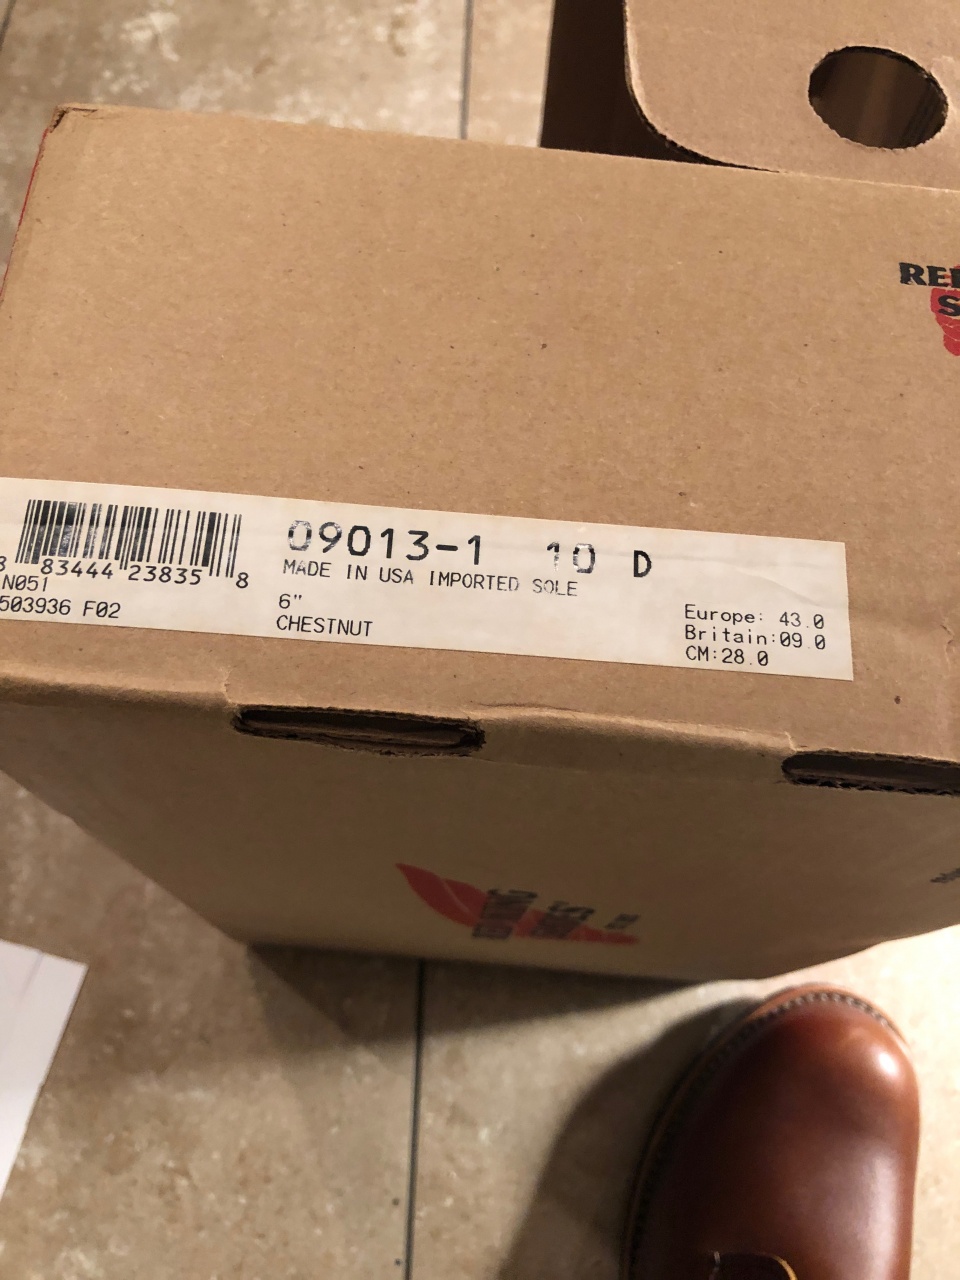 RE
S
09013-1 10 D
MADE IN USA IMPORTED SOLE
6"
CHESTNUT
8 83444 23835 8
N051
503936 F02
Europe: 43.0
Britain:09.0
CM:28.0